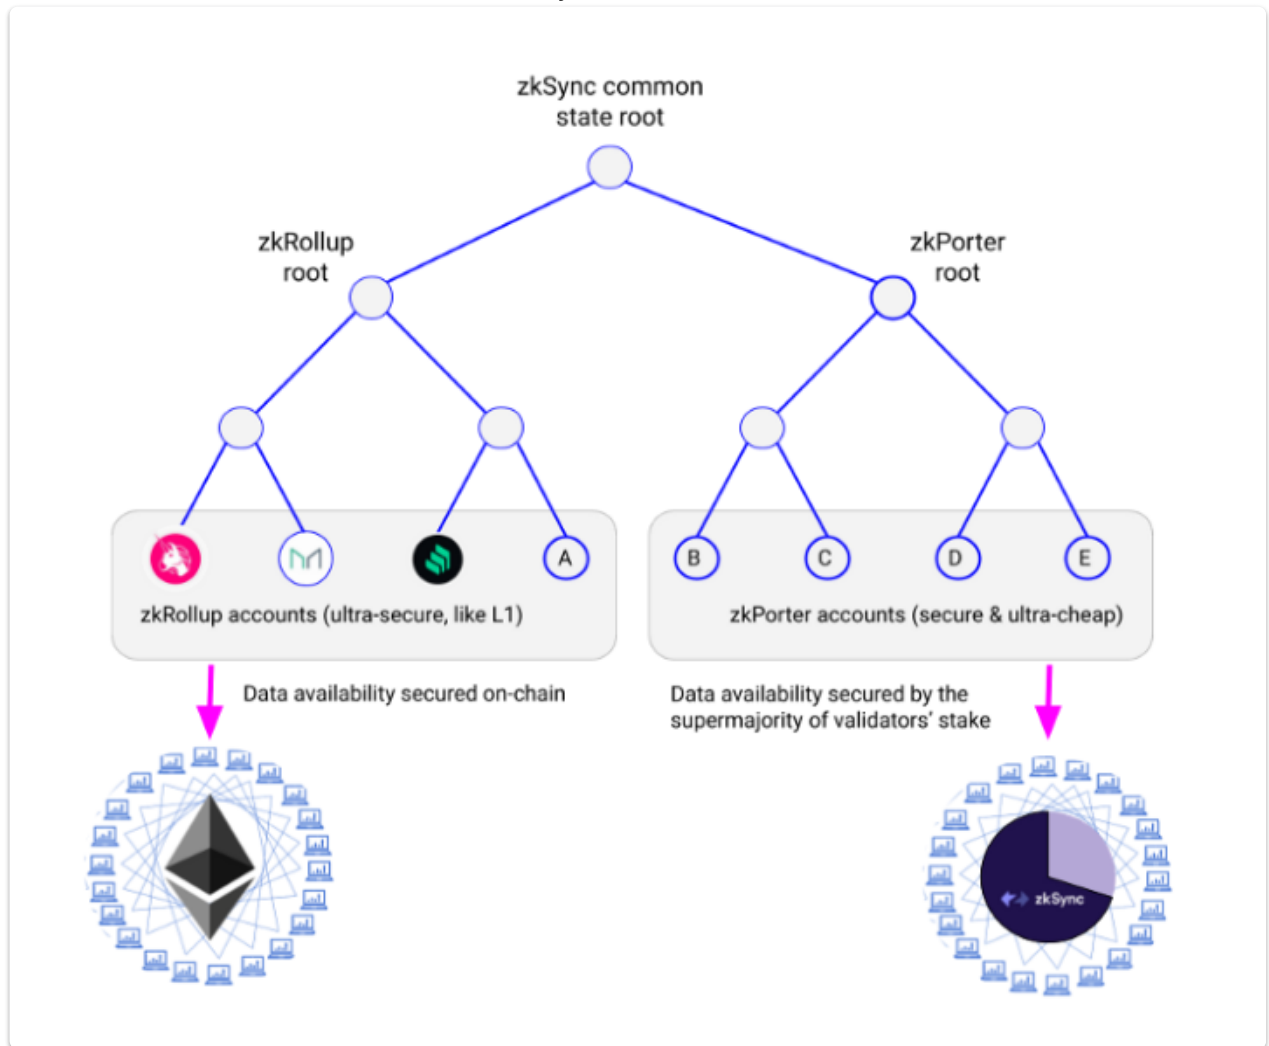 zkSync common
state root
zkRollup
root
zkPorter
root
A
B
C
D
E
zkRollup accounts (ultra-secure, like L1)
zkPorter accounts (secure & ultra-cheap)
Data availability secured on-chain
Data availability secured by the
supermajority of validators’ stake
zkSync